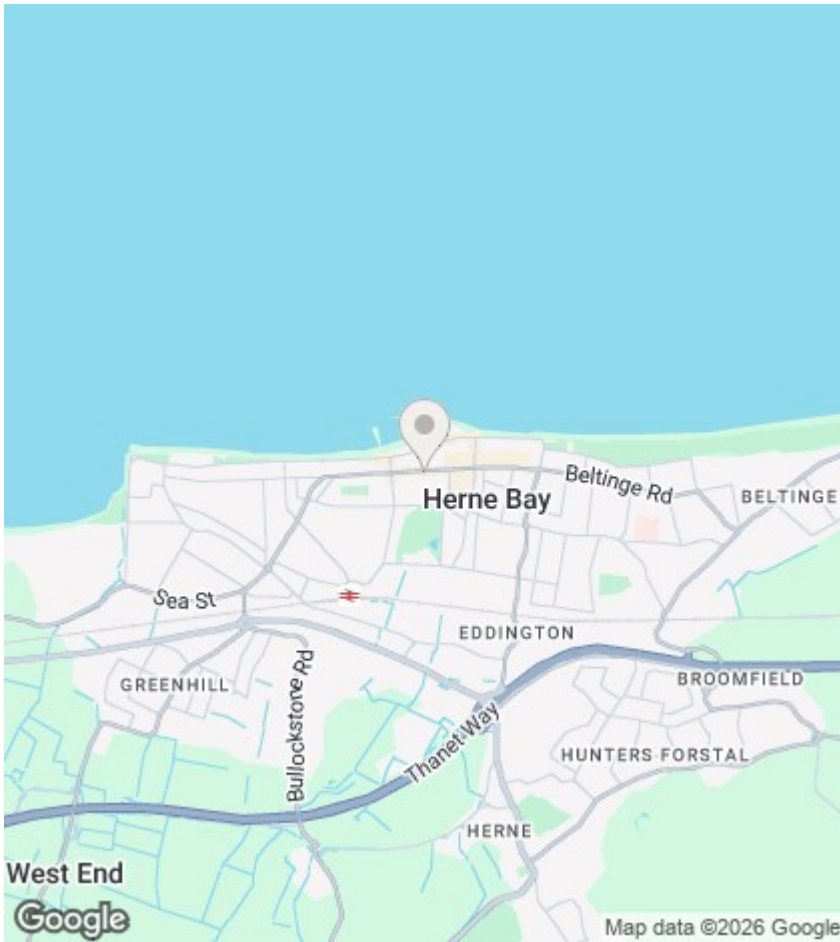 Herne Bay
Beltinge Rd
BELTINGE
Sea St
EDDINGTON
GREENHILL
Bullockstone Rd
BROOMFIELD
Thanet Way
HUNTERS FORSTAL
HERNE
West End
Google
Map data ©2026 Google